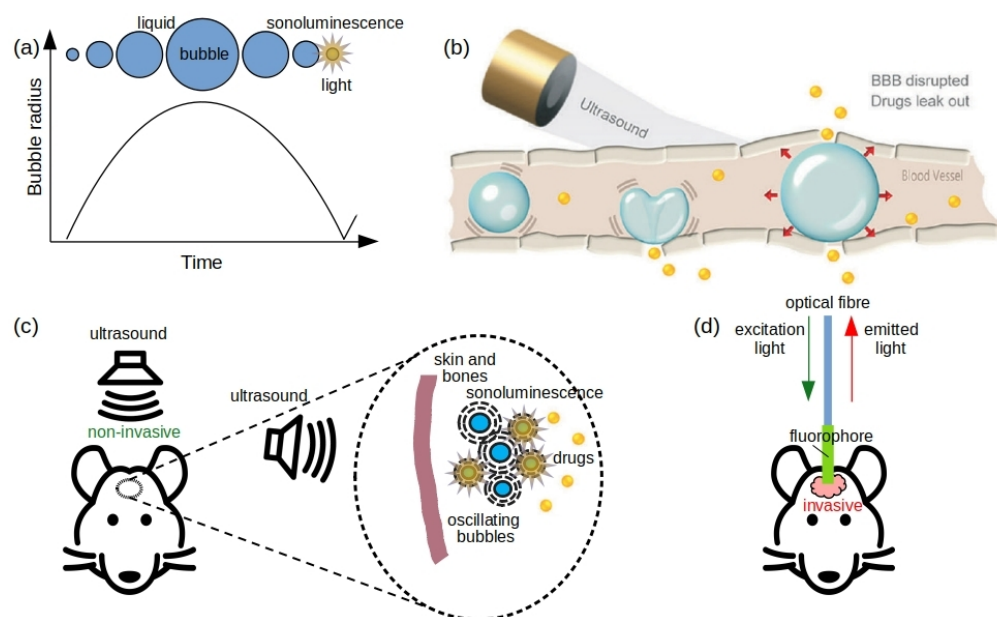 (a)
liquid
sonoluminescence
bubble
light
Bubble radius
Time
(b)
Ultrasound
BBB disrupted
Drugs leak out
Blood Vessel
(c)
ultrasound
non-invasive
ultrasound
skin and
bones
sonoluminescence
drugs
oscillating
bubbles
(d)
optical fibre
excitation
light
emitted
light
fluorophore
invasive